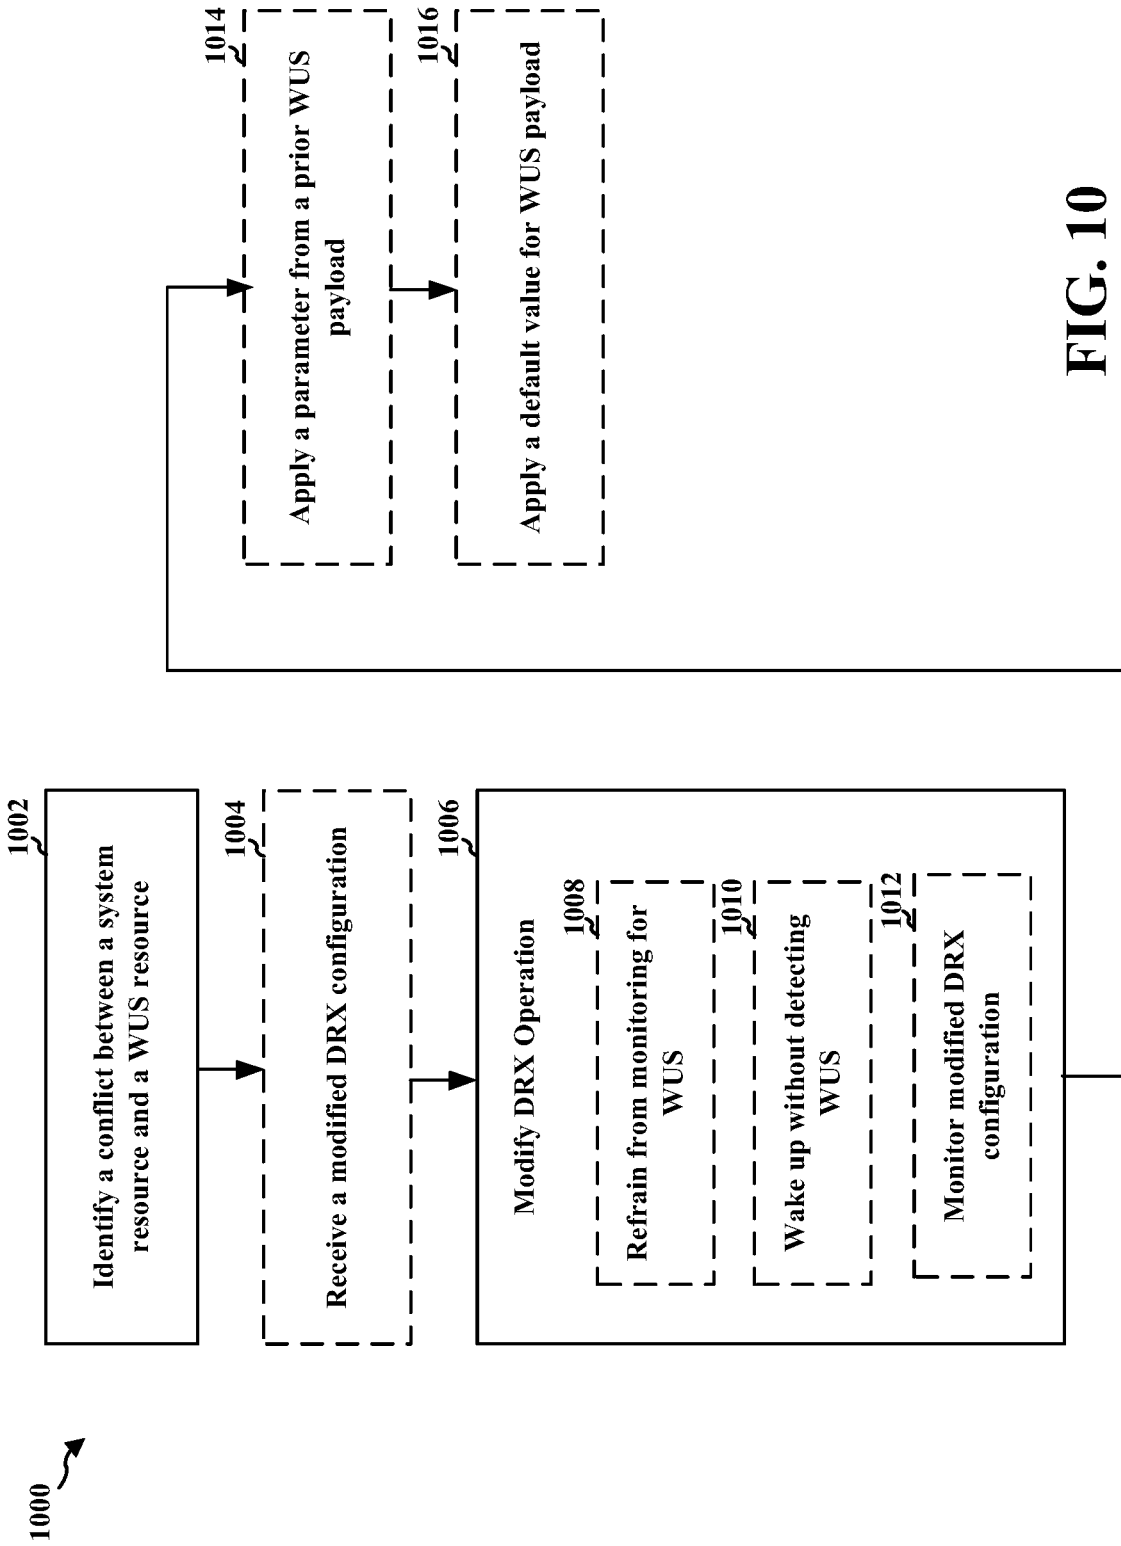 1000
1002
Identify a conflict between a system
resource and a WUS resource
1004
Receive a modified DRX configuration
1006
Modify DRX Operation
1008
Refrain from monitoring for
WUS
1010
Wake up without detecting
WUS
1012
Monitor modified DRX
configuration
1014
Apply a parameter from a prior WUS
payload
1016
Apply a default value for WUS payload
FIG. 10